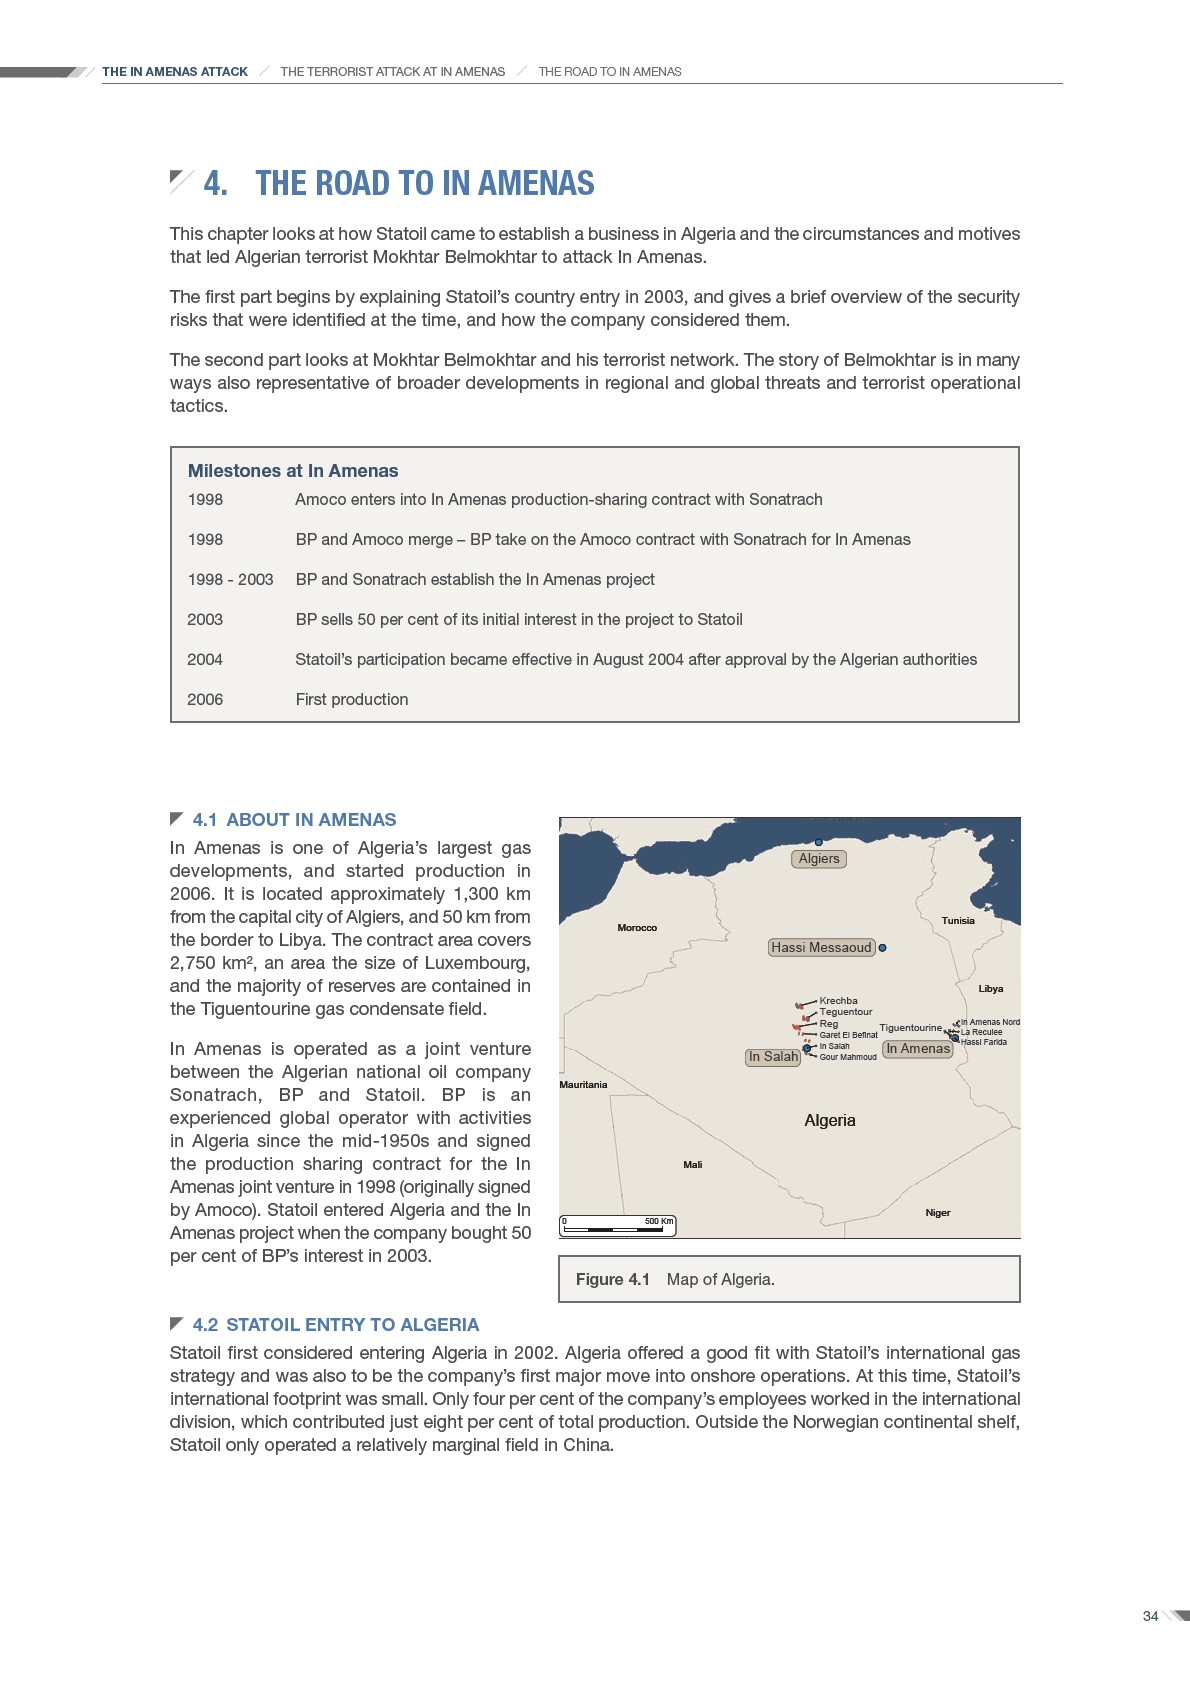 THE IN AMENAS ATTACK / THE TERRORIST ATTACK AT IN AMENAS / THE ROAD TO IN AMENAS
4. THE ROAD TO IN AMENAS
This chapter looks at how Statoil came to establish a business in Algeria and the circumstances and motives
that led Algerian terrorist Mokhtar Belmokhtar to attack In Amenas.
The first part begins by explaining Statoil's country entry in 2003, and gives a brief overview of the security
risks that were identified at the time, and how the company considered them.
The second part looks at Mokhtar Belmokhtar and his terrorist network. The story of Belmokhtar is in many
ways also representative of broader developments in regional and global threats and terrorist operational
tactics.
Milestones at In Amenas
1998 Amoco enters into In Amenas production-sharing contract with Sonatrach
1998 BP and Amoco merge – BP take on the Amoco contract with Sonatrach for In Amenas
1998 - 2003 BP and Sonatrach establish the In Amenas project
2003 BP sells 50 per cent of its initial interest in the project to Statoil
2004 Statoil's participation became effective in August 2004 after approval by the Algerian authorities
2006 First production
4.1 ABOUT IN AMENAS
In Amenas is one of Algeria's largest gas
developments, and started production in
2006. It is located approximately 1,300 km
from the capital city of Algiers, and 50 km from
the border to Libya. The contract area covers
2,750 km², an area the size of Luxembourg,
and the majority of reserves are contained in
the Tiguentourine gas condensate field.
In Amenas is operated as a joint venture
between the Algerian national oil company
Sonatrach, BP and Statoil. BP is an
experienced global operator with activities
in Algeria since the mid-1950s and signed
the production sharing contract for the In
Amenas joint venture in 1998 (originally signed
by Amoco). Statoil entered Algeria and the In
Amenas project when the company bought 50
per cent of BP's interest in 2003.
Algiers
Morocco
Tunisia
Hassi Messaoud
Libya
Krechba
Teguentour
Reg
Garet El Befinat
In Salah
Gour Mahmoud
In Salah
Tiguentourine
In Amenas Nord
La Reculee
Hassi Farida
In Amenas
Mauritania
Algeria
Mali
Niger
0 500 Km
Figure 4.1 Map of Algeria.
4.2 STATOIL ENTRY TO ALGERIA
Statoil first considered entering Algeria in 2002. Algeria offered a good fit with Statoil's international gas
strategy and was also to be the company's first major move into onshore operations. At this time, Statoil's
international footprint was small. Only four per cent of the company's employees worked in the international
division, which contributed just eight per cent of total production. Outside the Norwegian continental shelf,
Statoil only operated a relatively marginal field in China.
34